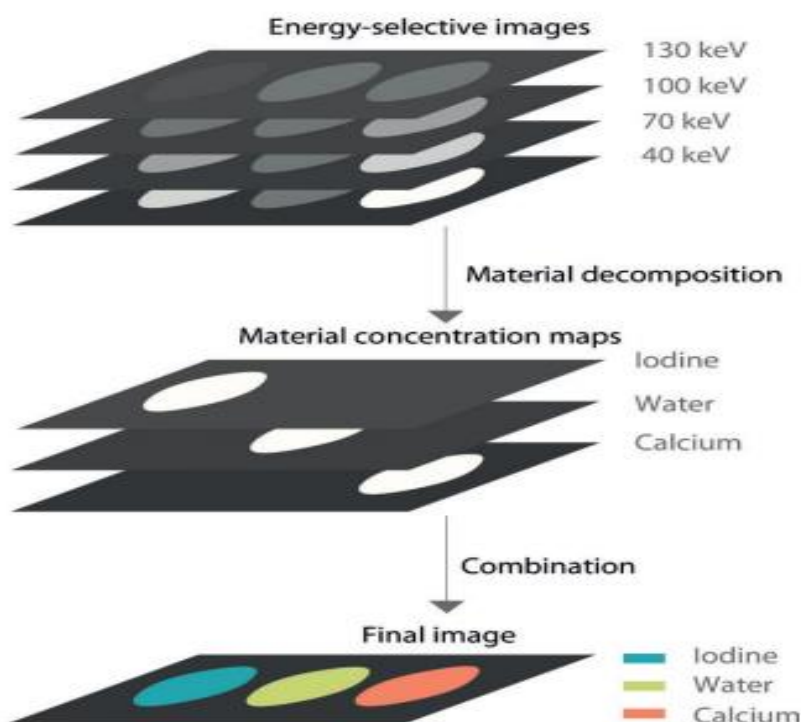 Energy-selective images
130 keV
100 keV
70 keV
40 keV
Material decomposition
Material concentration maps
Iodine
Water
Calcium
Combination
Final image
Iodine
Water
Calcium